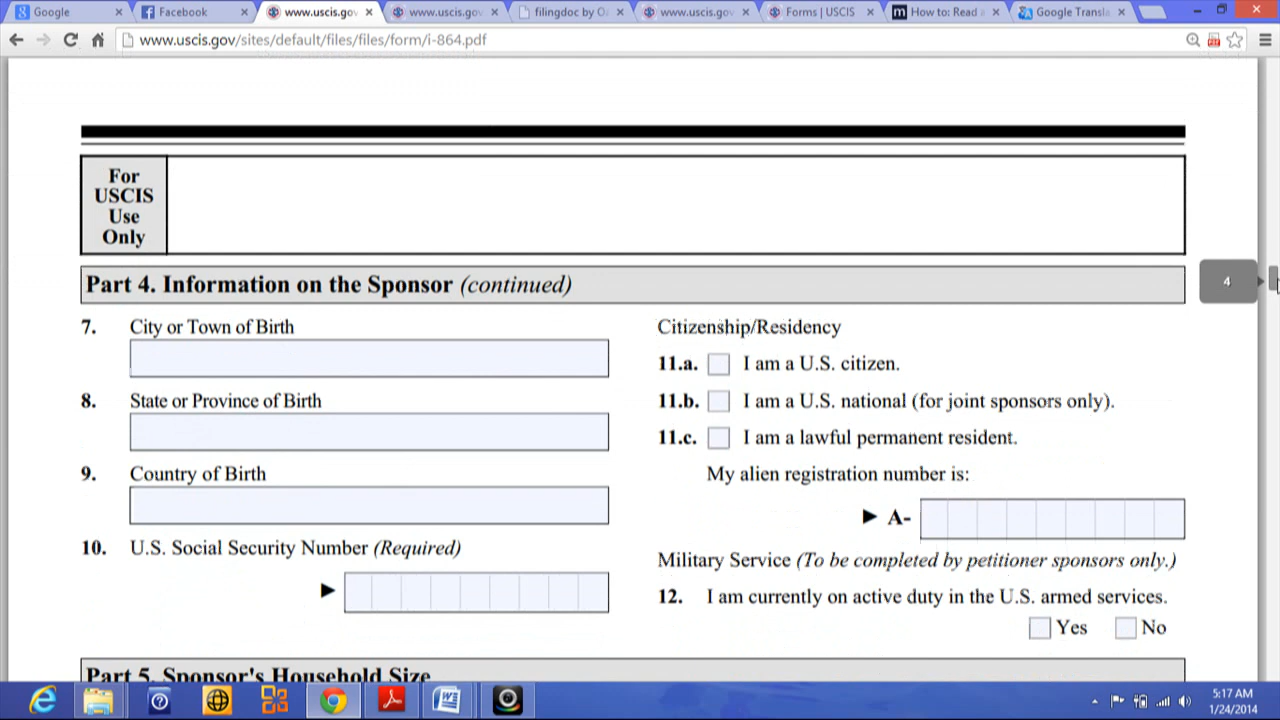 Google
Facebook
www.uscis.gov
www.uscis.gov
filingdoc by O
www.uscis.gov
Forms | USCIS
How to: Read
Google Transla
www.uscis.gov/sites/default/files/files/form/i-864.pdf
For
USCIS
Use
Only
Part 4. Information on the Sponsor (continued)
4
7. City or Town of Birth
8. State or Province of Birth
9. Country of Birth
10. U.S. Social Security Number (Required)
Citizenship/Residency
11.a. I am a U.S. citizen.
11.b. I am a U.S. national (for joint sponsors only).
11.c. I am a lawful permanent resident.
My alien registration number is:
► A-
Military Service (To be completed by petitioner sponsors only.)
12. I am currently on active duty in the U.S. armed services.
Yes No
Part 5. Sponsor's Household Size
5:17 AM
1/24/2014